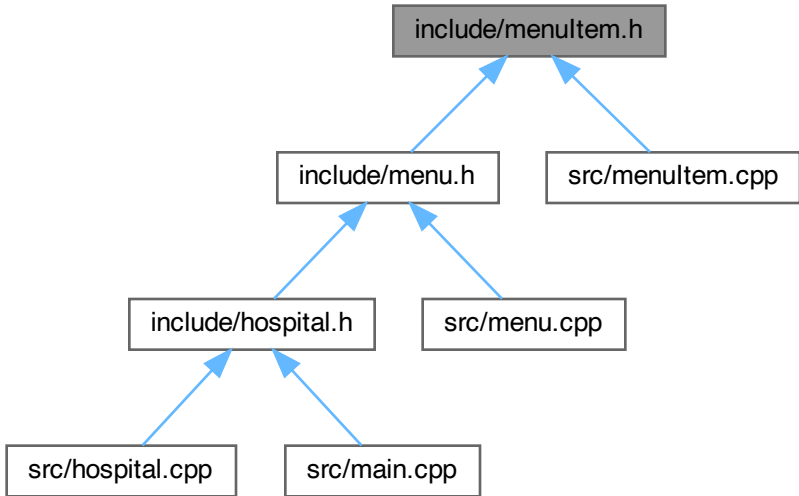 include/menuItem.h
include/menu.h
src/menuItem.cpp
include/hospital.h
src/menu.cpp
src/hospital.cpp
src/main.cpp